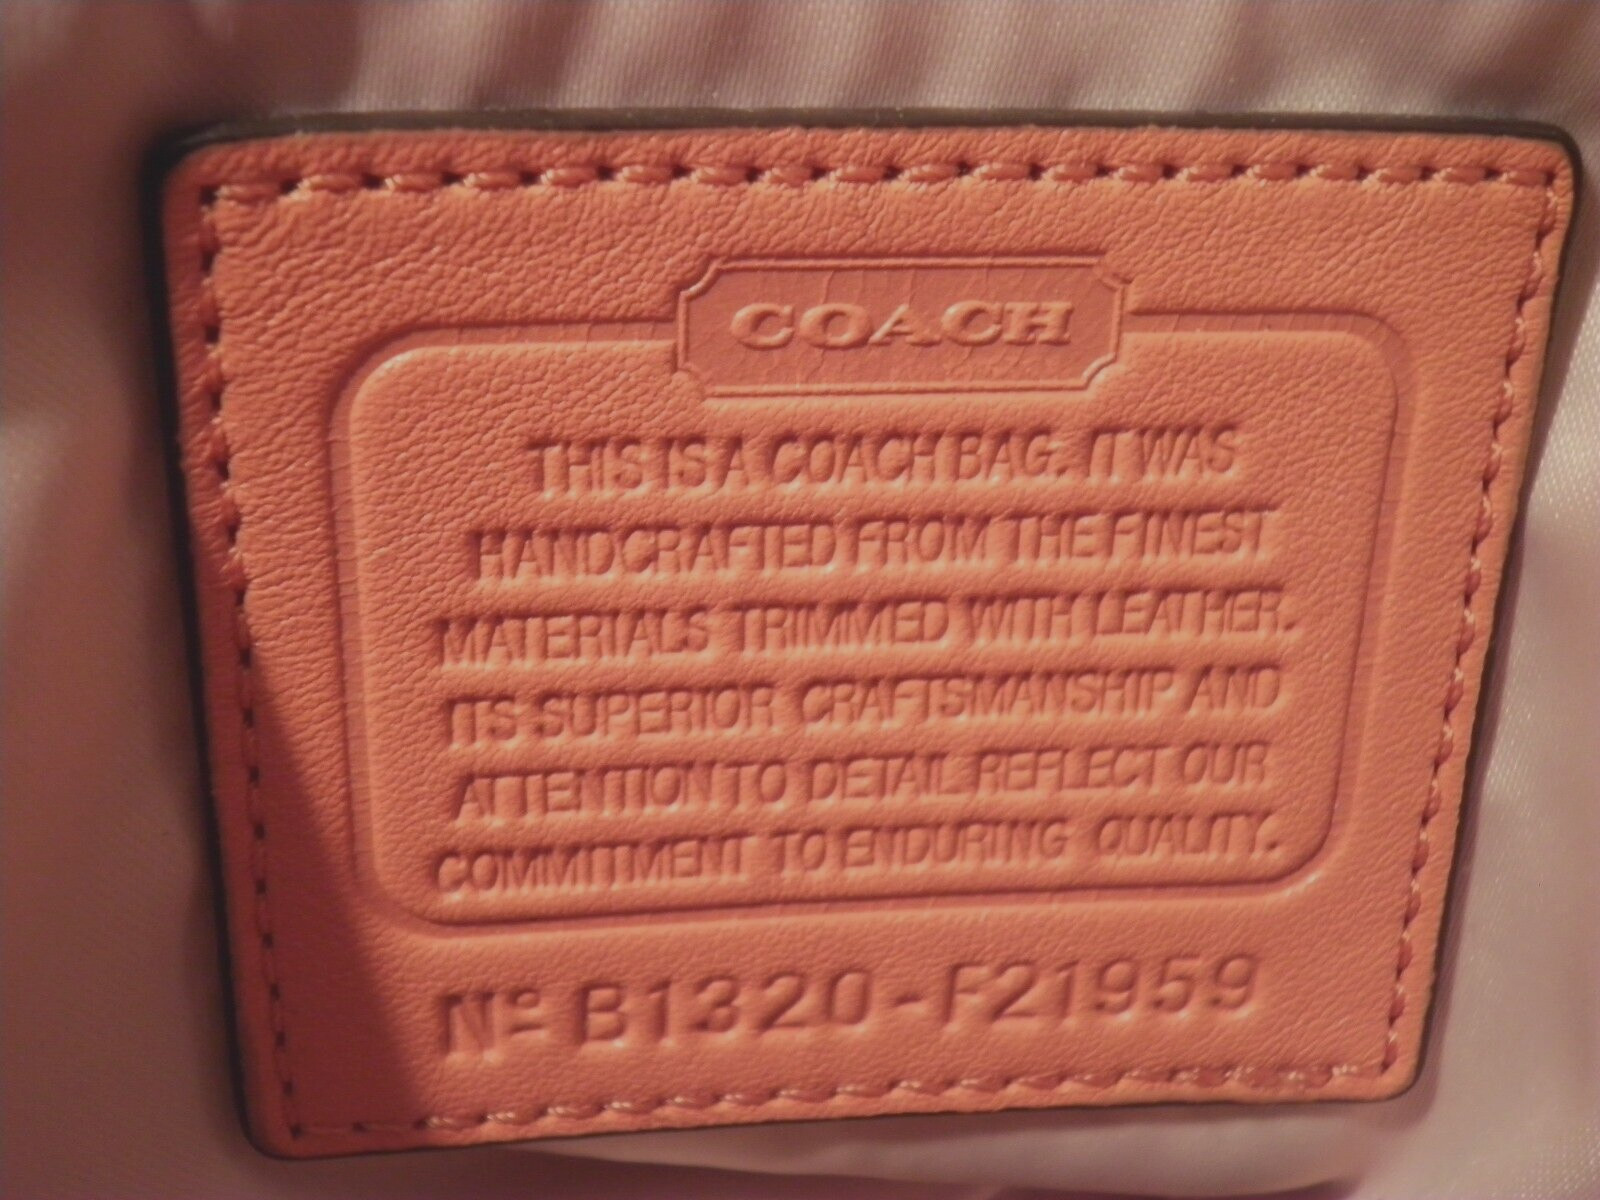 COACH
THIS IS A COACH BAG. IT WAS
HANDCRAFTED FROM THE FINEST
MATERIALS TRIMMED WITH LEATHER.
ITS SUPERIOR CRAFTSMANSHIP AND
ATTENTION TO DETAIL REFLECT OUR
COMMITMENT TO ENDURING QUALITY.
Nº B1320-F21959